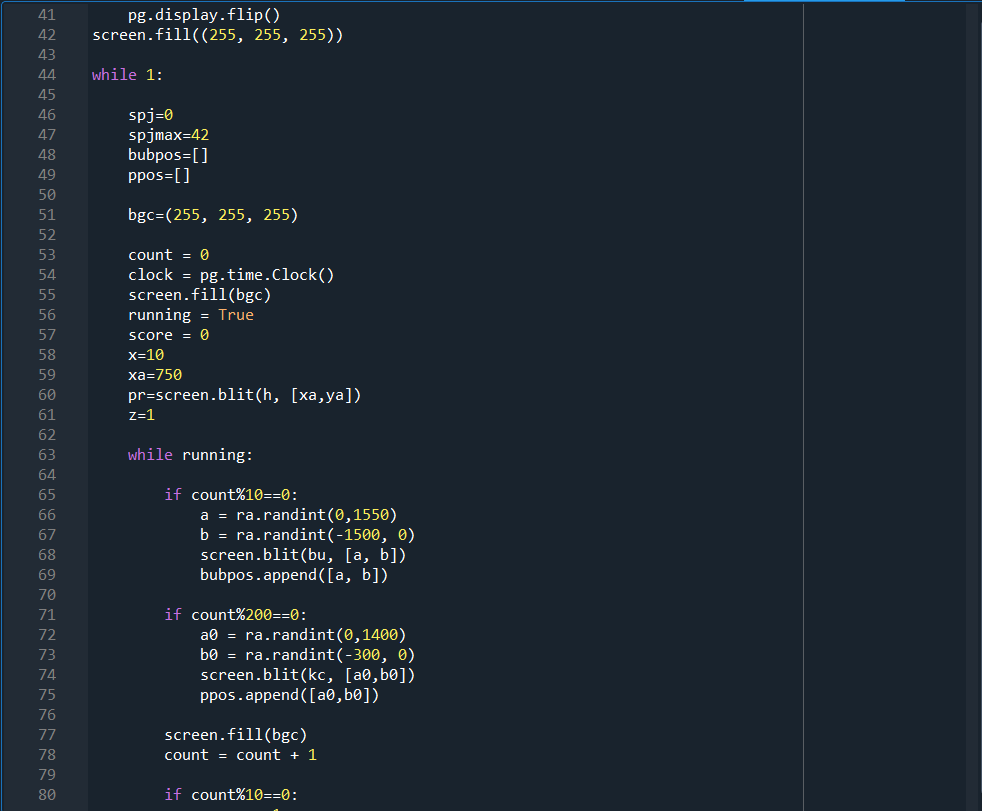 41 pg.display.flip()
42 screen.fill((255, 255, 255))
43
44 while 1:
45
46 spj=0
47 spjmax=42
48 bubpos=[]
49 ppos=[]
50
51 bgc=(255, 255, 255)
52
53 count = 0
54 clock = pg.time.Clock()
55 screen.fill(bgc)
56 running = True
57 score = 0
58 x=10
59 xa=750
60 pr=screen.blit(h, [xa,ya])
61 z=1
62
63 while running:
64
65 if count%10==0:
66 a = ra.randint(0,1550)
67 b = ra.randint(-1500, 0)
68 screen.blit(bu, [a, b])
69 bubpos.append([a, b])
70
71 if count%200==0:
72 a0 = ra.randint(0,1400)
73 b0 = ra.randint(-300, 0)
74 screen.blit(kc, [a0,b0])
75 ppos.append([a0,b0])
76
77 screen.fill(bgc)
78 count = count + 1
79
80 if count%10==0: